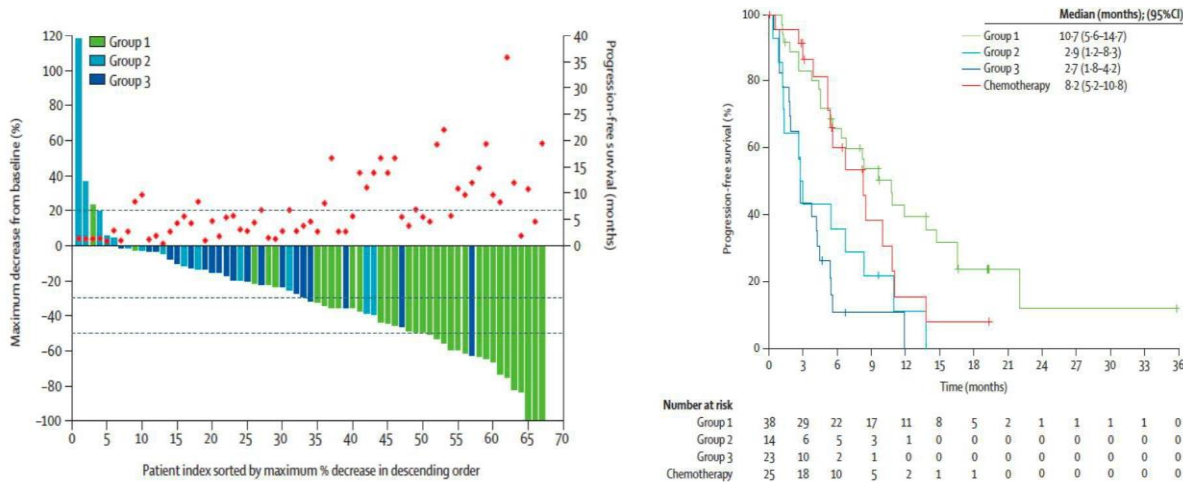 120
100
80
60
40
20
0
−20
−40
−60
−80
−100
Maximum decrease from baseline (%)
Group 1
Group 2
Group 3
40
35
30
25
20
15
10
5
0
Progression-free survival (months)
0 5 10 15 20 25 30 35 40 45 50 55 60 65 70
Patient index sorted by maximum % decrease in descending order
Median (months); (95%CI)
Group 1 10·7 (5·6–14·7)
Group 2 2·9 (1·2–8·3)
Group 3 2·7 (1·8–4·2)
Chemotherapy 8·2 (5·2–10·8)
100
80
60
40
20
0
Progression-free survival (%)
0 3 6 9 12 15 18 21 24 27 30 33 36
Time (months)
Number at risk
Group 1 38 29 22 17 11 8 5 2 1 1 1 1 0
Group 2 14 6 5 3 1 0 0 0 0 0 0 0 0
Group 3 23 10 2 1 0 0 0 0 0 0 0 0 0
Chemotherapy 25 18 10 5 2 1 1 0 0 0 0 0 0